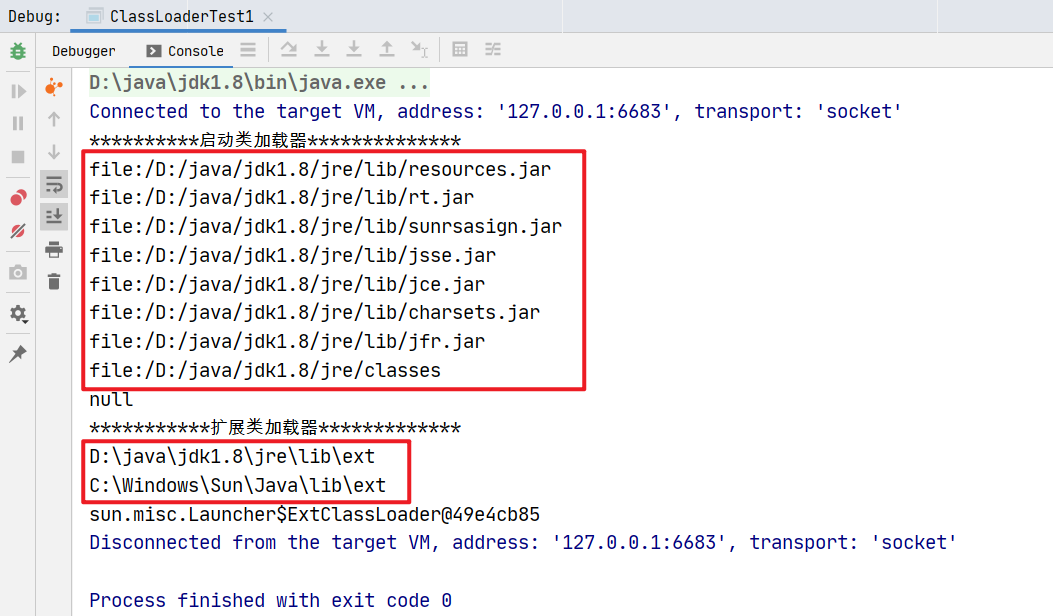 Debug: ClassLoaderTest1
Debugger Console
D:\java\jdk1.8\bin\java.exe ...
Connected to the target VM, address: '127.0.0.1:6683', transport: 'socket'
**********启动类加载器**************
file:/D:/java/jdk1.8/jre/lib/resources.jar
file:/D:/java/jdk1.8/jre/lib/rt.jar
file:/D:/java/jdk1.8/jre/lib/sunrsasign.jar
file:/D:/java/jdk1.8/jre/lib/jsse.jar
file:/D:/java/jdk1.8/jre/lib/jce.jar
file:/D:/java/jdk1.8/jre/lib/charsets.jar
file:/D:/java/jdk1.8/jre/lib/jfr.jar
file:/D:/java/jdk1.8/jre/classes
null
***********扩展类加载器*************
D:\java\jdk1.8\jre\lib\ext
C:\Windows\Sun\Java\lib\ext
sun.misc.Launcher$ExtClassLoader@49e4cb85
Disconnected from the target VM, address: '127.0.0.1:6683', transport: 'socket'
Process finished with exit code 0